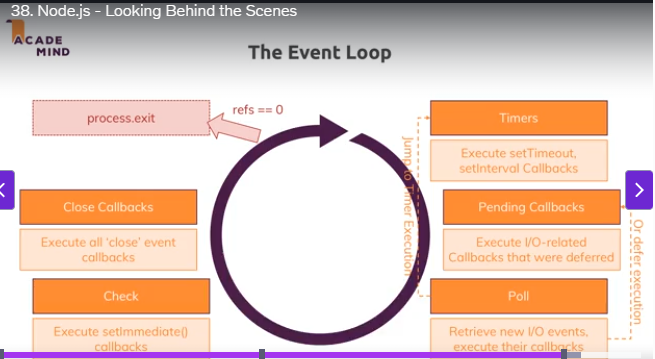 38. Node.js - Looking Behind the Scenes
ACADE
MIND
The Event Loop
process.exit
refs == 0
Timers
Execute setTimeout,
setInterval Callbacks
Jump to Timer Execution
Close Callbacks
Execute all 'close' event
callbacks
Pending Callbacks
Execute I/O-related
Callbacks that were deferred
Or defer execution
Check
Execute setImmediate()
callbacks
Poll
Retrieve new I/O events,
execute their callbacks